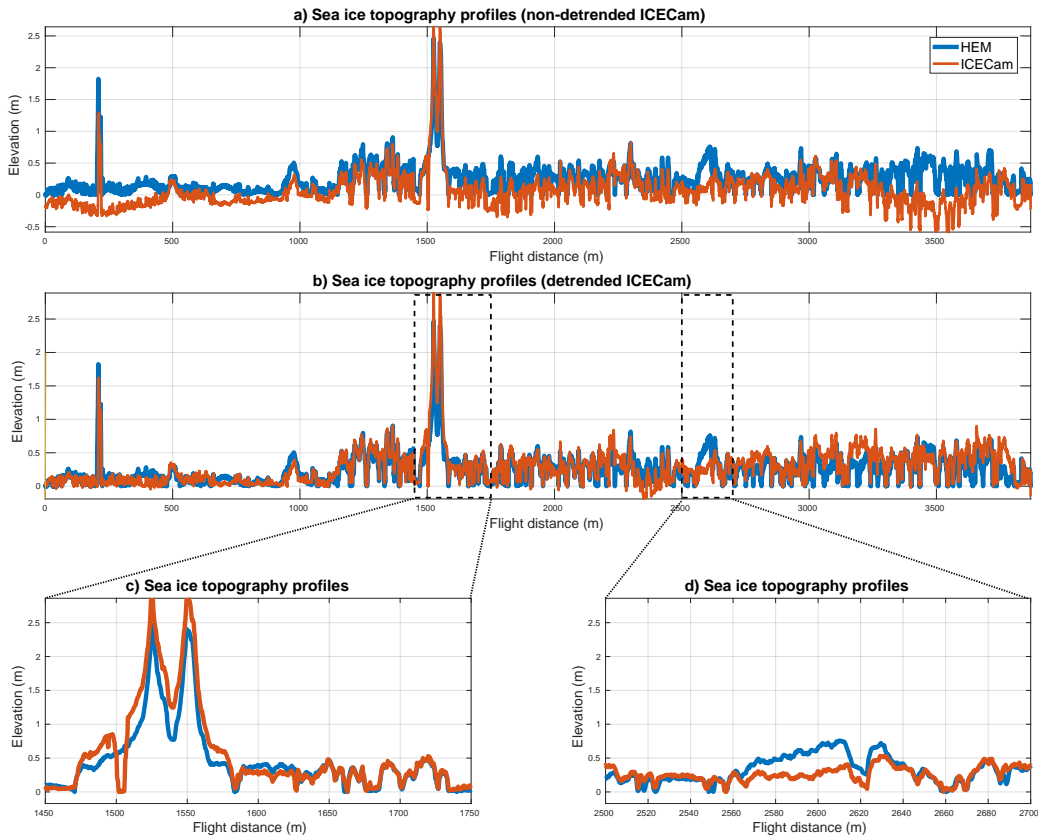 a) Sea ice topography profiles (non-detrended ICECam)
2.5
2
1.5
1
0.5
0
-0.5
Elevation (m)
HEM
ICECam
0 500 1000 1500 2000 2500 3000 3500
Flight distance (m)
b) Sea ice topography profiles (detrended ICECam)
2.5
2
1.5
1
0.5
0
Elevation (m)
0 500 1000 1500 2000 2500 3000 3500
Flight distance (m)
c) Sea ice topography profiles
2.5
2
1.5
1
0.5
0
Elevation (m)
1450 1500 1550 1600 1650 1700 1750
Flight distance (m)
d) Sea ice topography profiles
2.5
2
1.5
1
0.5
0
Elevation (m)
2500 2520 2540 2560 2580 2600 2620 2640 2660 2680 2700
Flight distance (m)